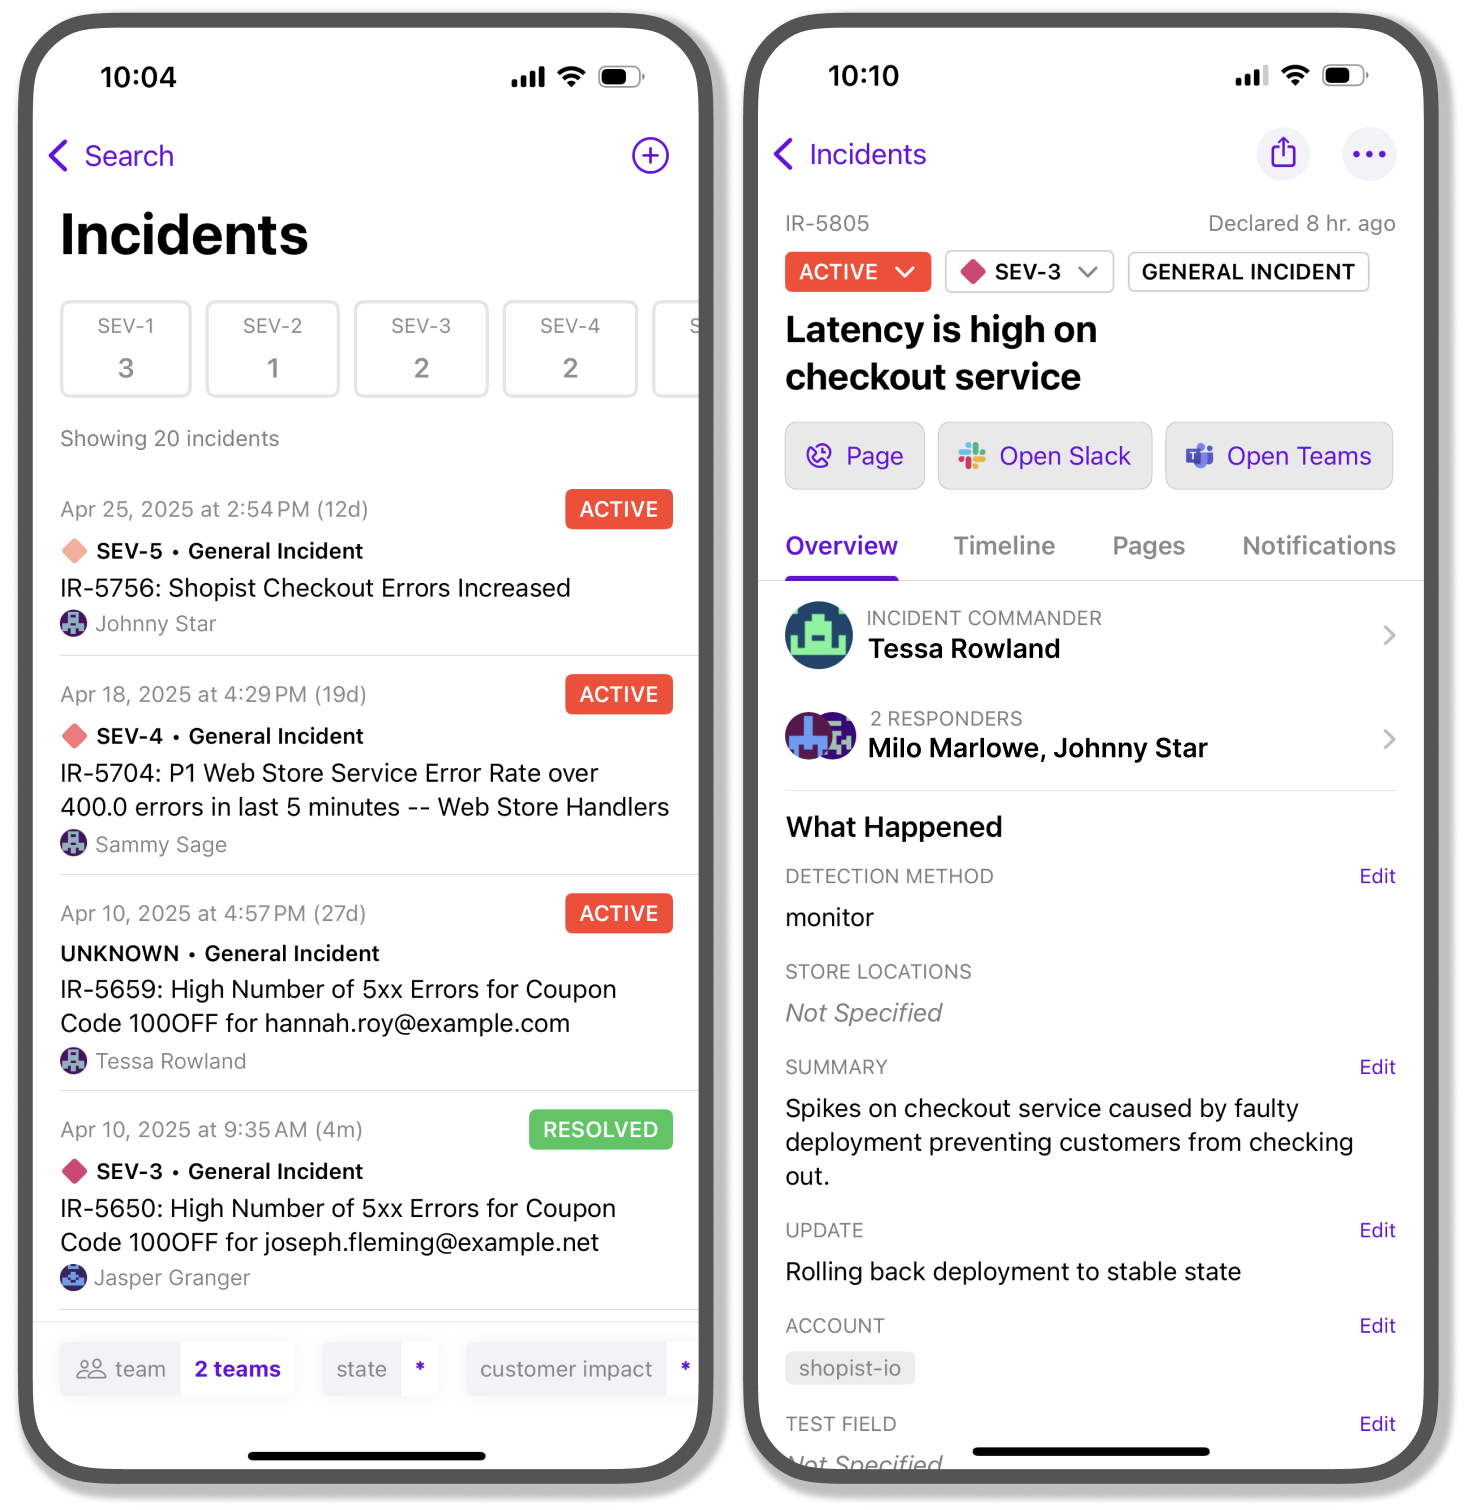 10:04
Search
Incidents
SEV-1 SEV-2 SEV-3 SEV-4
3 1 2 2
Showing 20 incidents
Apr 25, 2025 at 2:54 PM (12d) ACTIVE
SEV-5 • General Incident
IR-5756: Shopist Checkout Errors Increased
Johnny Star
Apr 18, 2025 at 4:29 PM (19d) ACTIVE
SEV-4 • General Incident
IR-5704: P1 Web Store Service Error Rate over
400.0 errors in last 5 minutes -- Web Store Handlers
Sammy Sage
Apr 10, 2025 at 4:57 PM (27d) ACTIVE
UNKNOWN • General Incident
IR-5659: High Number of 5xx Errors for Coupon
Code 100OFF for hannah.roy@example.com
Tessa Rowland
Apr 10, 2025 at 9:35 AM (4m) RESOLVED
SEV-3 • General Incident
IR-5650: High Number of 5xx Errors for Coupon
Code 100OFF for joseph.fleming@example.net
Jasper Granger
team 2 teams state * customer impact *
10:10
Incidents
IR-5805 Declared 8 hr. ago
ACTIVE SEV-3 GENERAL INCIDENT
Latency is high on
checkout service
Page Open Slack Open Teams
Overview Timeline Pages Notifications
INCIDENT COMMANDER
Tessa Rowland
2 RESPONDERS
Milo Marlowe, Johnny Star
What Happened
DETECTION METHOD Edit
monitor
STORE LOCATIONS
Not Specified
SUMMARY Edit
Spikes on checkout service caused by faulty
deployment preventing customers from checking
out.
UPDATE Edit
Rolling back deployment to stable state
ACCOUNT Edit
shopist-io
TEST FIELD Edit
Not Specified